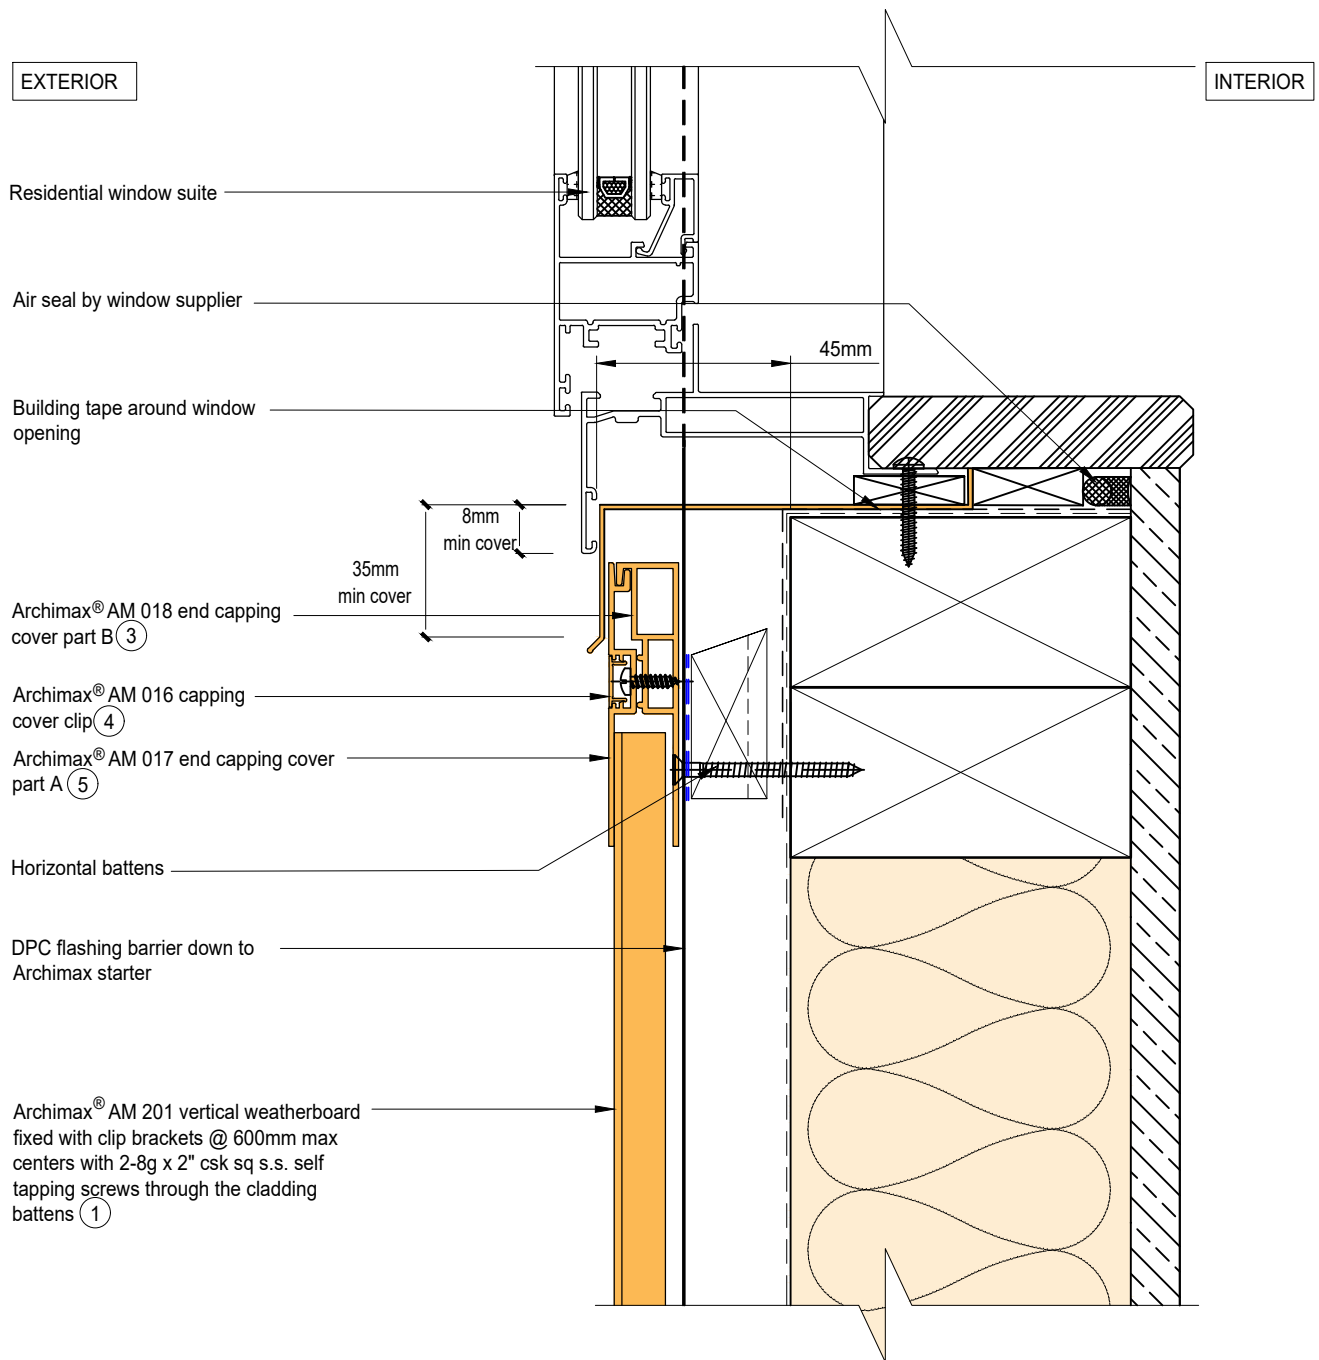 EXTERIOR
INTERIOR
Residential window suite
Air seal by window supplier
45mm
Building tape around window
opening
8mm
min cover
35mm
min cover
Archimax® AM 018 end capping
cover part B 3
Archimax® AM 016 capping
cover clip 4
Archimax® AM 017 end capping cover
part A 5
Horizontal battens
DPC flashing barrier down to
Archimax starter
Archimax® AM 201 vertical weatherboard
fixed with clip brackets @ 600mm max
centers with 2-8g x 2" csk sq s.s. self
tapping screws through the cladding
battens 1